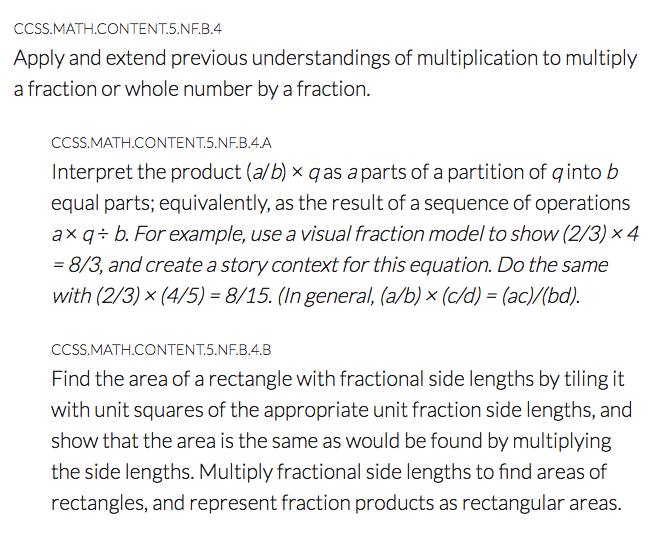 CCSS.MATH.CONTENT.5.NF.B.4
Apply and extend previous understandings of multiplication to multiply
a fraction or whole number by a fraction.
CCSS.MATH.CONTENT.5.NF.B.4.A
Interpret the product (a/b) × q as a parts of a partition of q into b
equal parts; equivalently, as the result of a sequence of operations
a × q ÷ b. For example, use a visual fraction model to show (2/3) × 4
= 8/3, and create a story context for this equation. Do the same
with (2/3) × (4/5) = 8/15. (In general, (a/b) × (c/d) = (ac)/(bd).
CCSS.MATH.CONTENT.5.NF.B.4.B
Find the area of a rectangle with fractional side lengths by tiling it
with unit squares of the appropriate unit fraction side lengths, and
show that the area is the same as would be found by multiplying
the side lengths. Multiply fractional side lengths to find areas of
rectangles, and represent fraction products as rectangular areas.